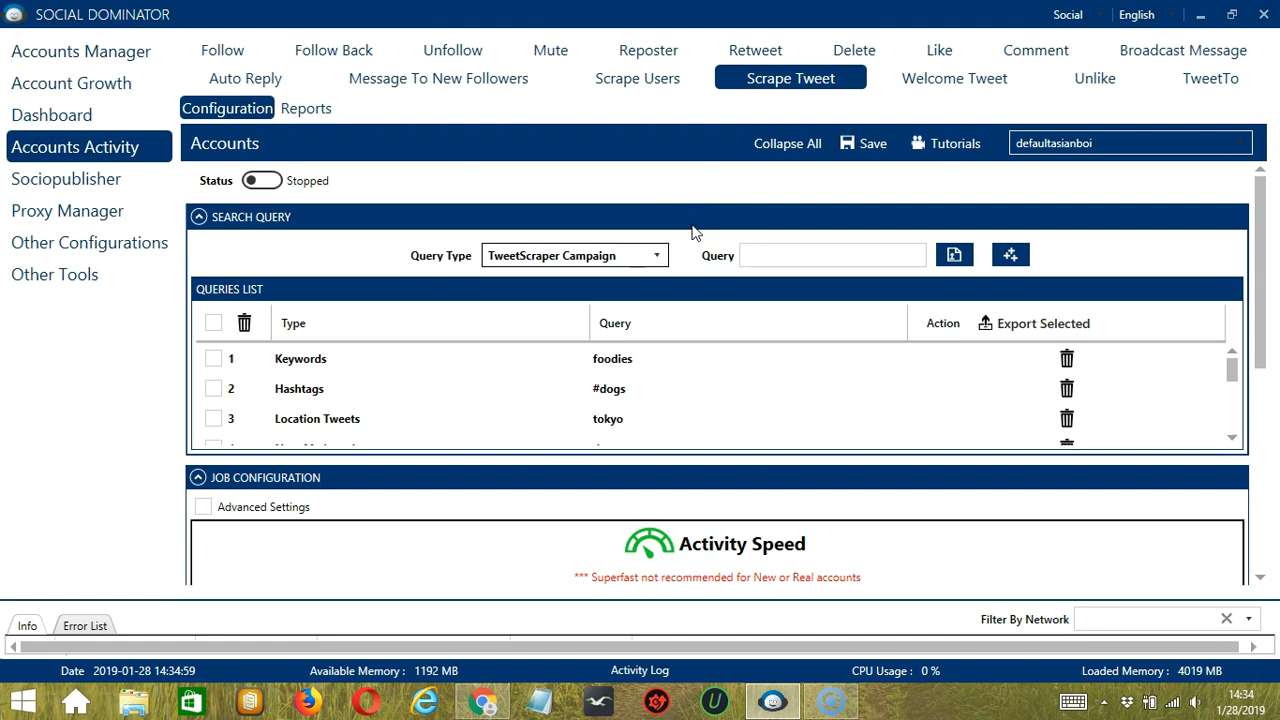 SOCIAL DOMINATOR
Social English
Accounts Manager
Account Growth
Dashboard
Accounts Activity
Sociopublisher
Proxy Manager
Other Configurations
Other Tools
Follow Follow Back Unfollow Mute Reposter Retweet Delete Like Comment Broadcast Message
Auto Reply Message To New Followers Scrape Users Scrape Tweet Welcome Tweet Unlike TweetTo
Configuration Reports
Accounts Collapse All Save Tutorials defaultasianboi
Status Stopped
SEARCH QUERY
Query Type TweetScraper Campaign Query
QUERIES LIST
Type Query Action Export Selected
1 Keywords foodies
2 Hashtags #dogs
3 Location Tweets tokyo
JOB CONFIGURATION
Advanced Settings
Activity Speed
*** Superfast not recommended for New or Real accounts
Info Error List Filter By Network
Date 2019-01-28 14:34:59 Available Memory : 1192 MB Activity Log CPU Usage : 0 % Loaded Memory : 4019 MB
14:34
1/28/2019